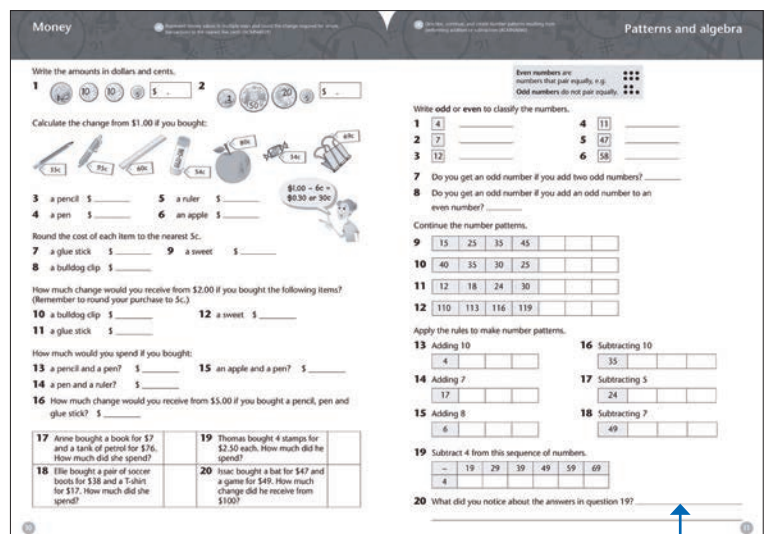 Money
Write the amounts in dollars and cents.
1 10 10 $ .
2 50 20 $ .
Calculate the change from $1.00 if you bought:
35c
95c
60c
54c
80c
54c
69c
$1.00 – 6c =
$0.30 or 30c
3 a pencil $
5 a ruler $
4 a pen $
6 an apple $
Round the cost of each item to the nearest 5c.
7 a glue stick $
9 a sweet $
8 a bulldog clip $
How much change would you receive from $2.00 if you bought the following items?
(Remember to round your purchase to 5c.)
10 a bulldog clip $
12 a sweet $
11 a glue stick $
How much would you spend if you bought:
13 a pencil and a pen? $
15 an apple and a pen? $
14 a pen and a ruler? $
16 How much change would you receive from $5.00 if you bought a pencil, pen and
glue stick? $
17 Anne bought a book for $7
and a tank of petrol for $76.
How much did she spend?
19 Thomas bought 4 stamps for
$2.50 each. How much did he
spend?
18 Ellie bought a pair of soccer
boots for $38 and a T-shirt
for $17. How much did she
spend?
20 Issac bought a bat for $47 and
a game for $49. How much
change did he receive from
$100?
Patterns and algebra
Even numbers are
numbers that pair equally, e.g.
Odd numbers do not pair equally.
Write odd or even to classify the numbers.
1 4
4 11
2 7
5 47
3 12
6 58
7 Do you get an odd number if you add two odd numbers?
8 Do you get an odd number if you add an odd number to an
even number?
Continue the number patterns.
9 15 25 35 45
10 40 35 30 25
11 12 18 24 30
12 110 113 116 119
Apply the rules to make number patterns.
13 Adding 10
4
16 Subtracting 10
35
14 Adding 7
17
17 Subtracting 5
24
15 Adding 8
6
18 Subtracting 7
49
19 Subtract 4 from this sequence of numbers.
– 19 29 39 49 59 69
4
20 What did you notice about the answers in question 19?